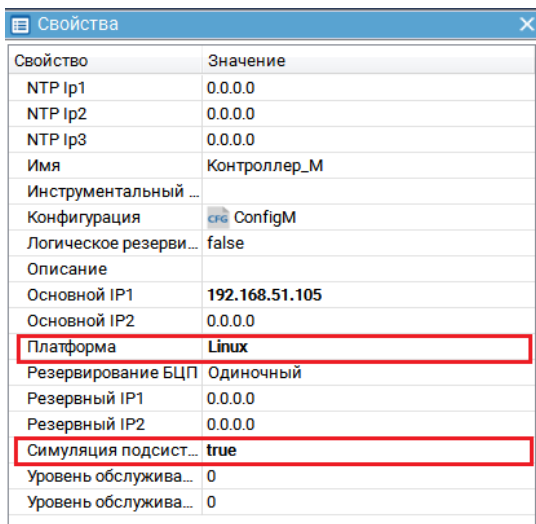 Свойства
Свойство Значение
NTP Ip1 0.0.0.0
NTP Ip2 0.0.0.0
NTP Ip3 0.0.0.0
Имя Контроллер_М
Инструментальный ...
Конфигурация CFG ConfigM
Логическое резерви... false
Описание
Основной IP1 192.168.51.105
Основной IP2 0.0.0.0
Платформа Linux
Резервирование БЦП Одиночный
Резервный IP1 0.0.0.0
Резервный IP2 0.0.0.0
Симуляция подсист... true
Уровень обслужива... 0
Уровень обслужива... 0